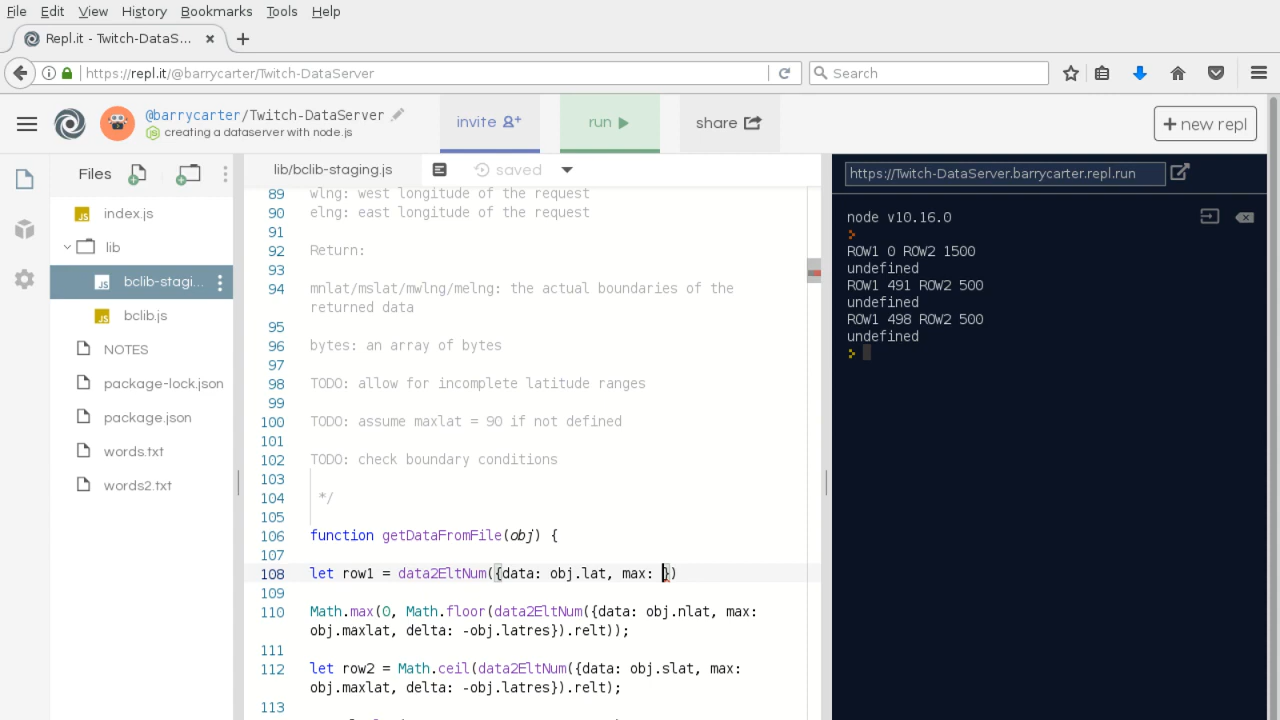 File Edit View History Bookmarks Tools Help
Repl.it - Twitch-DataS...
https://repl.it/@barrycarter/Twitch-DataServer
Search
@barrycarter/Twitch-DataServer
creating a dataserver with node.js
invite
run
share
+ new repl
Files
lib/bclib-staging.js
saved
https://Twitch-DataServer.barrycarter.repl.run
index.js
lib
bclib-stagi...
bclib.js
NOTES
package-lock.json
package.json
words.txt
words2.txt
89 wlng: west longitude of the request
90 elng: east longitude of the request
91
92 Return:
93
94 mnlat/mslat/mwlng/melng: the actual boundaries of the
returned data
95
96 bytes: an array of bytes
97
98 TODO: allow for incomplete latitude ranges
99
100 TODO: assume maxlat = 90 if not defined
101
102 TODO: check boundary conditions
103
104 */
105
106 function getDataFromFile(obj) {
107
108 let row1 = data2EltNum({data: obj.lat, max: })
109
110 Math.max(0, Math.floor(data2EltNum({data: obj.nlat, max:
obj.maxlat, delta: -obj.latres}).relt));
111
112 let row2 = Math.ceil(data2EltNum({data: obj.slat, max:
obj.maxlat, delta: -obj.latres}).relt);
113
node v10.16.0
ROW1 0 ROW2 1500
undefined
ROW1 491 ROW2 500
undefined
ROW1 498 ROW2 500
undefined